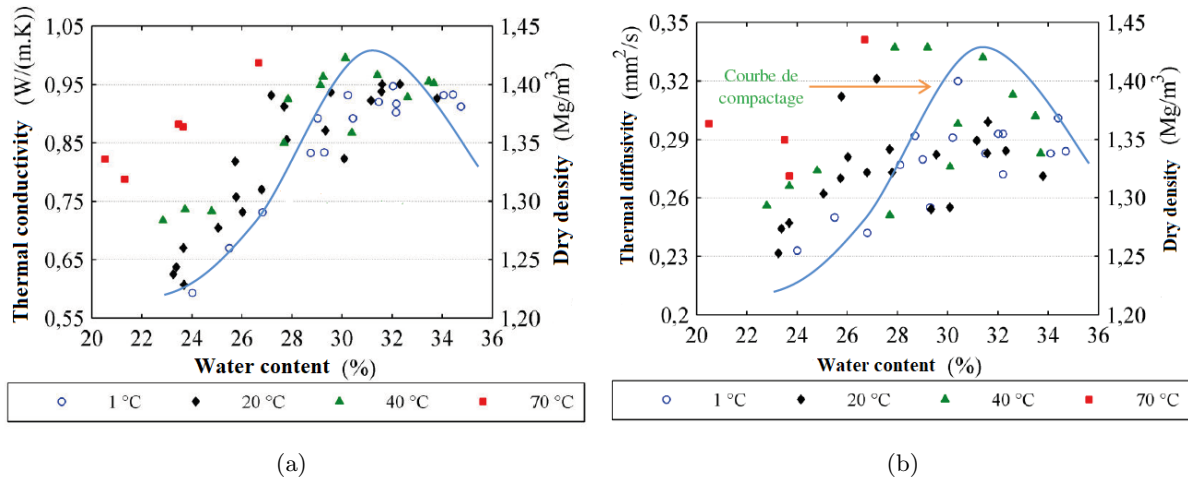 1,05
0,95
0,85
0,75
0,65
0,55
Thermal conductivity (W/(m.K))
20 22 24 26 28 30 32 34 36
Water content (%)
1,45
1,40
1,35
1,30
1,25
1,20
Dry density (Mg/m³)
1 °C 20 °C 40 °C 70 °C
(a)
0,35
0,32
0,29
0,26
0,23
0,2
Thermal diffusivity (mm²/s)
Courbe de
compactage
20 22 24 26 28 30 32 34 36
Water content (%)
1,45
1,40
1,35
1,30
1,25
1,20
Dry density (Mg/m³)
1 °C 20 °C 40 °C 70 °C
(b)